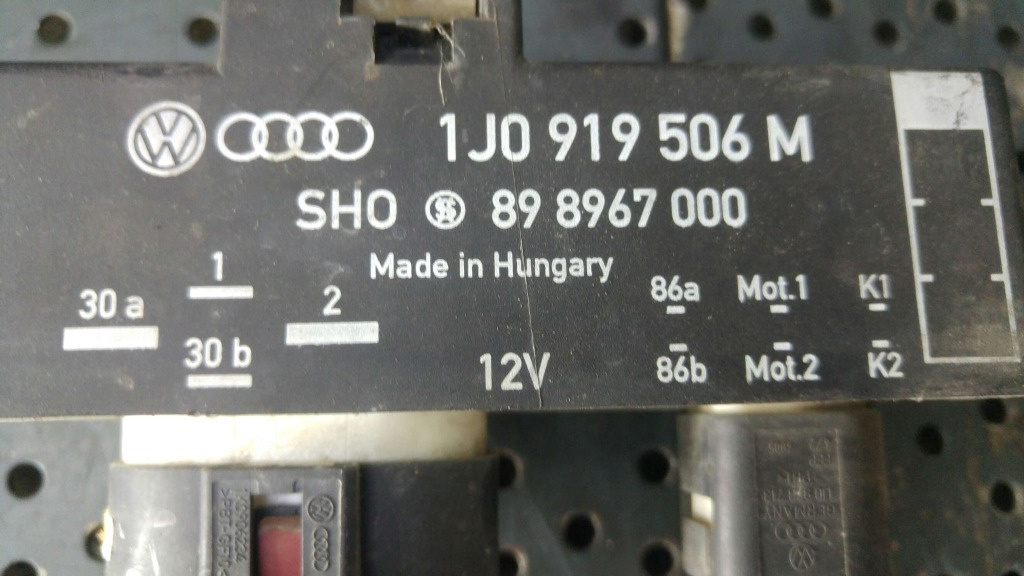 1J0 919 506 M
SHO 89 8967 000
Made in Hungary
1
30 a
2
30 b
12V
86a Mot.1 K1
86b Mot.2 K2